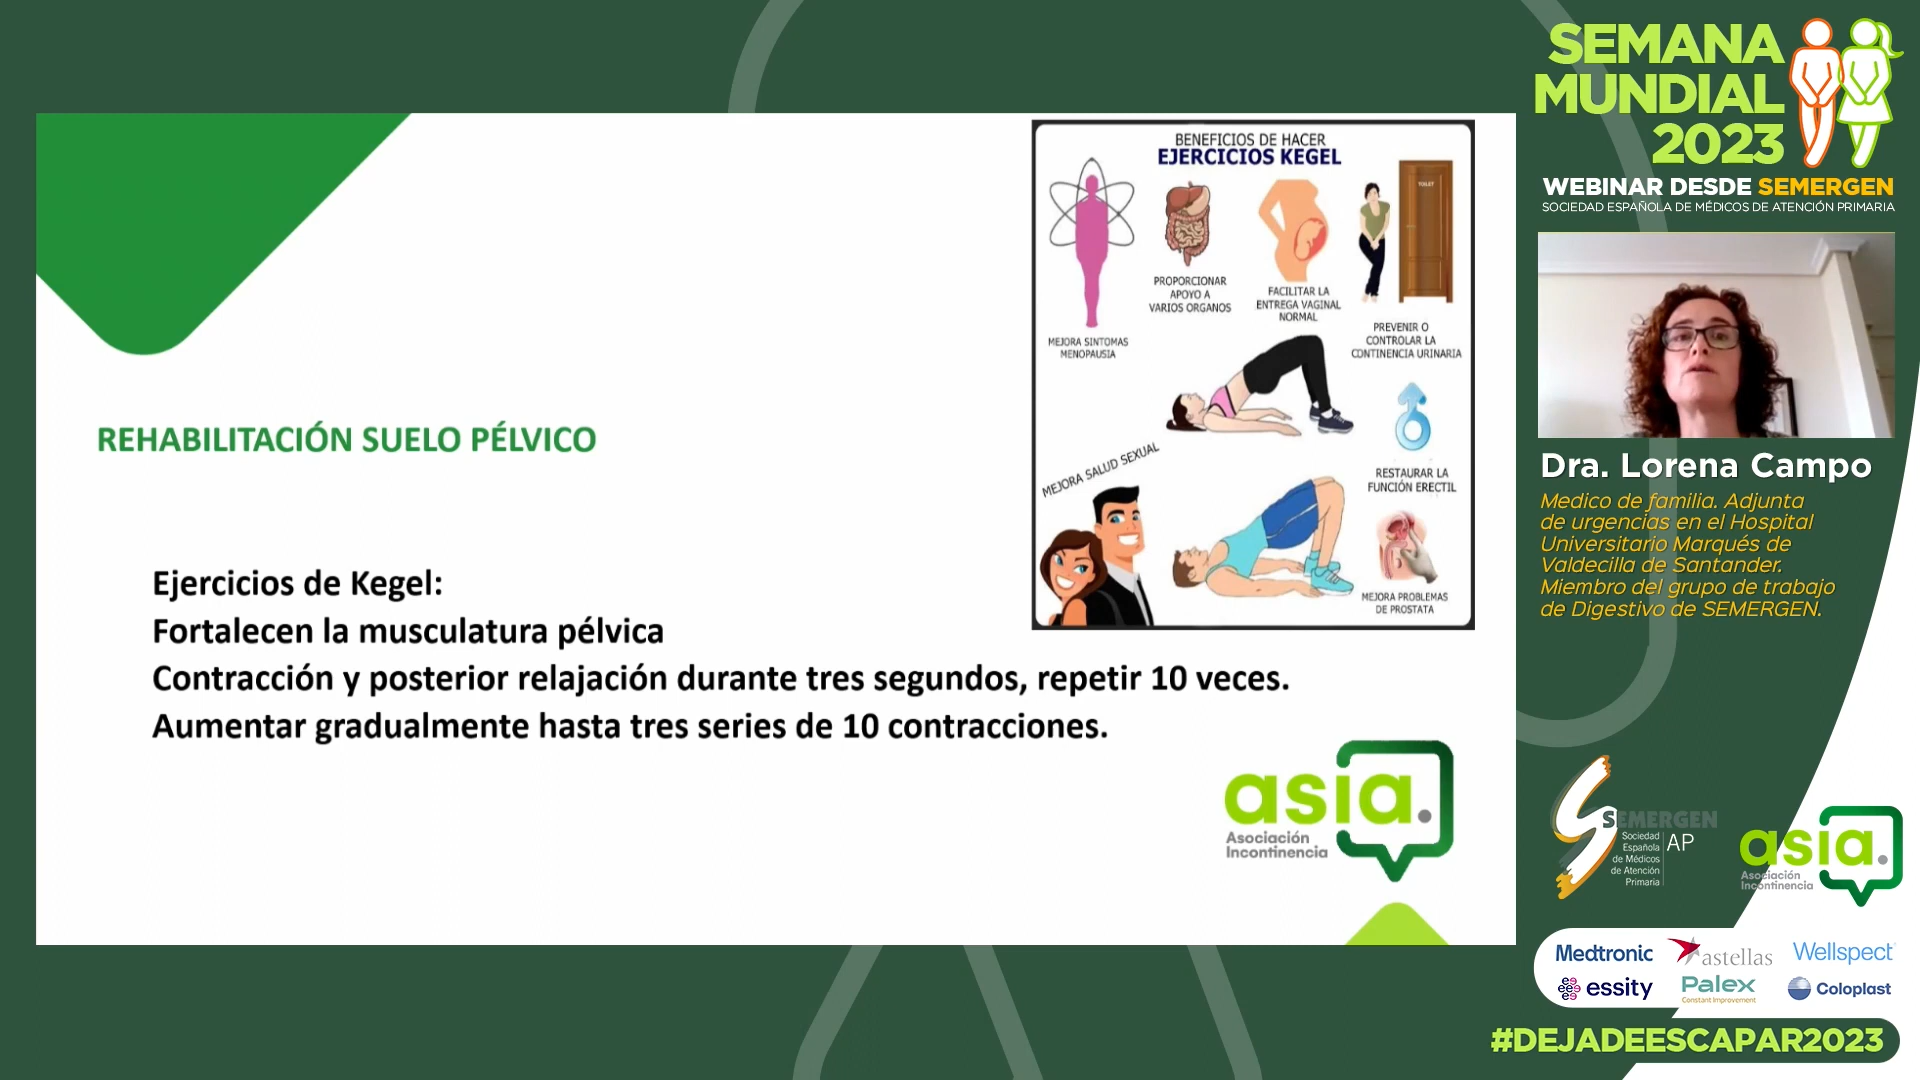 SEMANA
MUNDIAL
2023
WEBINAR DESDE SEMERGEN
SOCIEDAD ESPAÑOLA DE MÉDICOS DE ATENCIÓN PRIMARIA
BENEFICIOS DE HACER
EJERCICIOS KEGEL
TOILET
PROPORCIONAR
APOYO A
VARIOS ORGANOS
FACILITAR LA
ENTREGA VAGINAL
NORMAL
MEJORA SINTOMAS
MENOPAUSIA
PREVENIR O
CONTROLAR LA
CONTINENCIA URINARIA
MEJORA SALUD SEXUAL
RESTAURAR LA
FUNCIÓN ERECTIL
MEJORA PROBLEMAS
DE PROSTATA
REHABILITACIÓN SUELO PÉLVICO
Ejercicios de Kegel:
Fortalecen la musculatura pélvica
Contracción y posterior relajación durante tres segundos, repetir 10 veces.
Aumentar gradualmente hasta tres series de 10 contracciones.
asia.
Asociación
Incontinencia
Dra. Lorena Campo
Medico de familia. Adjunta
de urgencias en el Hospital
Universitario Marqués de
Valdecilla de Santander.
Miembro del grupo de trabajo
de Digestivo de SEMERGEN.
SEMERGEN
Sociedad
Española
de Médicos
de Atención
Primaria
AP
asia.
Asociación
Incontinencia
Medtronic
astellas
Wellspect
essity
Palex
Constant Improvement
Coloplast
#DEJADEESCAPAR2023